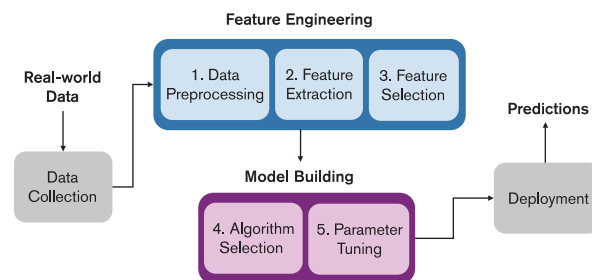 Feature Engineering
Real-world
Data
1. Data
Preprocessing
2. Feature
Extraction
3. Feature
Selection
Predictions
Data
Collection
Model Building
4. Algorithm
Selection
5. Parameter
Tuning
Deployment